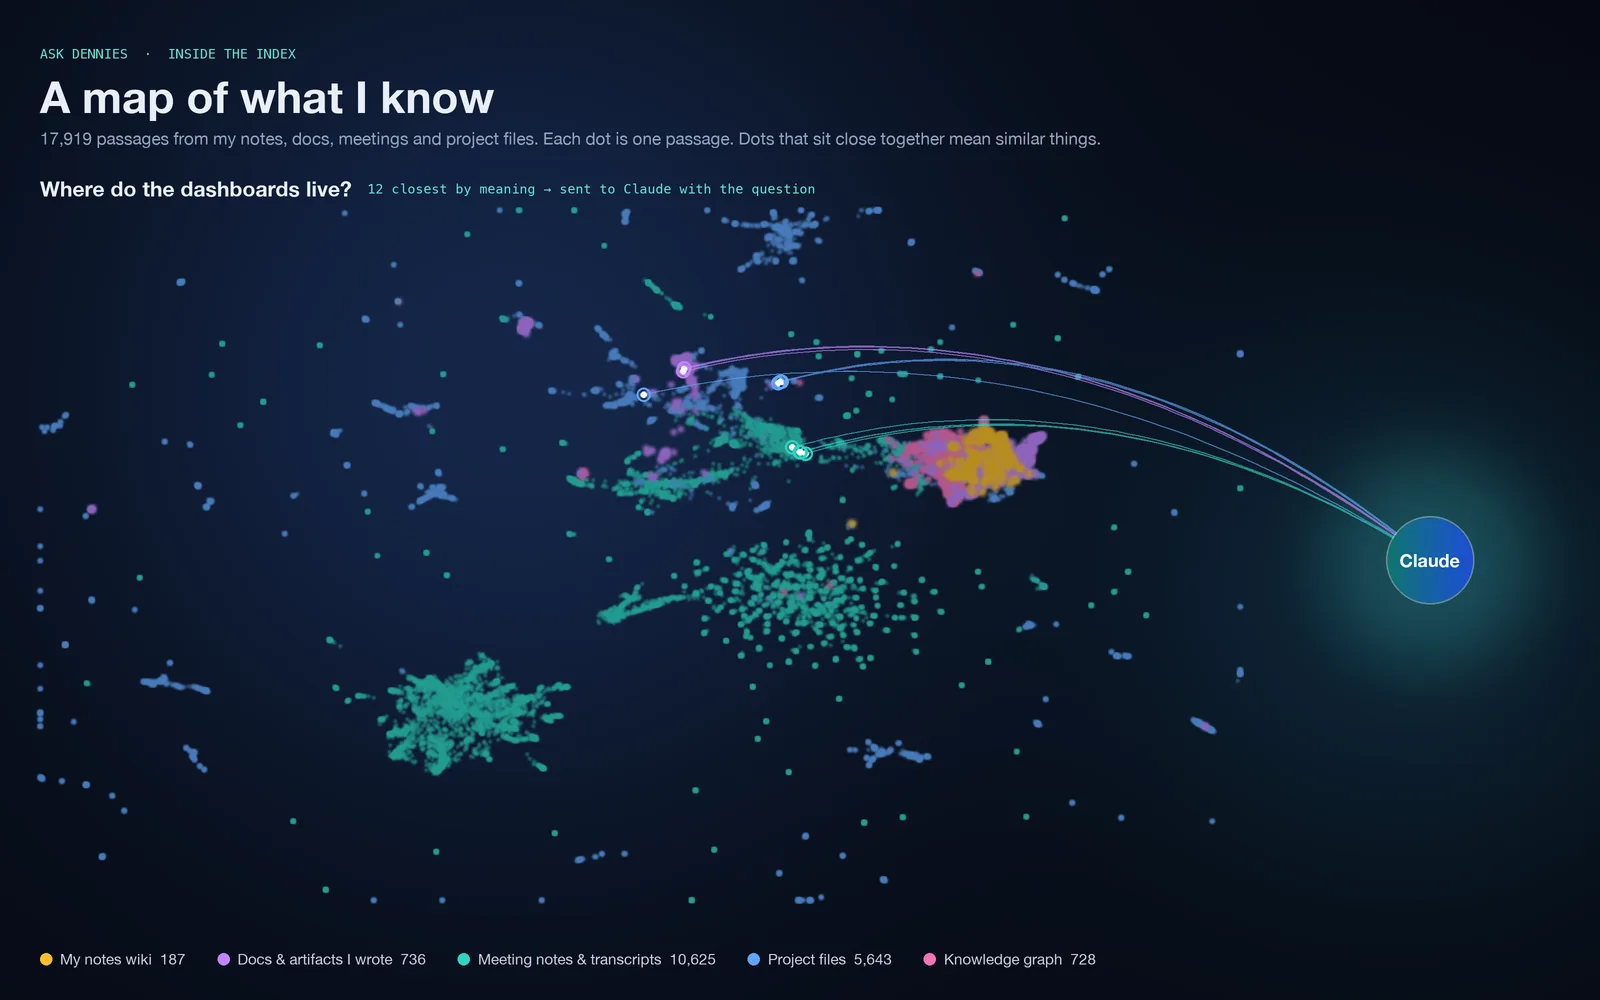 ASK DENNIES · INSIDE THE INDEX
A map of what I know
17,919 passages from my notes, docs, meetings and project files. Each dot is one passage. Dots that sit close together mean similar things.
Where do the dashboards live? 12 closest by meaning → sent to Claude with the question
Claude
My notes wiki 187 Docs & artifacts I wrote 736 Meeting notes & transcripts 10,625 Project files 5,643 Knowledge graph 728